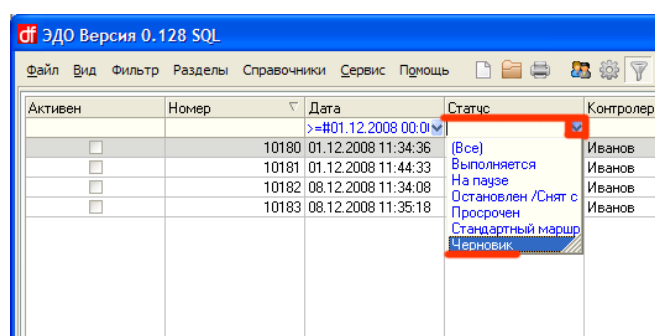 df ЭДО Версия 0.128 SQL
Файл Вид Фильтр Разделы Справочники Сервис Помощь
Активен Номер Дата Статус Контролер
>=#01.12.2008 00:0
10180 01.12.2008 11:34:36 (Все) Иванов
10181 01.12.2008 11:44:33 Выполняется Иванов
На паузе
10182 08.12.2008 11:34:08 Остановлен /Снят с Иванов
10183 08.12.2008 11:35:18 Просрочен Иванов
Стандартный маршр
Черновик